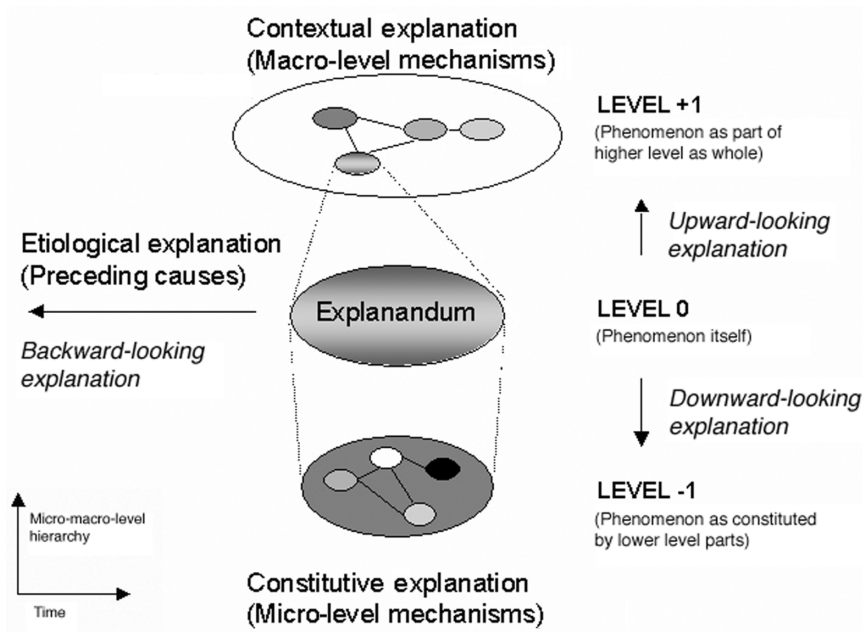 Contextual explanation
(Macro-level mechanisms)
LEVEL +1
(Phenomenon as part of
higher level as whole)
Upward-looking
explanation
Etiological explanation
(Preceding causes)
Explanandum
LEVEL 0
(Phenomenon itself)
Backward-looking
explanation
Downward-looking
explanation
LEVEL -1
(Phenomenon as constituted
by lower level parts)
Micro-macro-level
hierarchy
Time
Constitutive explanation
(Micro-level mechanisms)